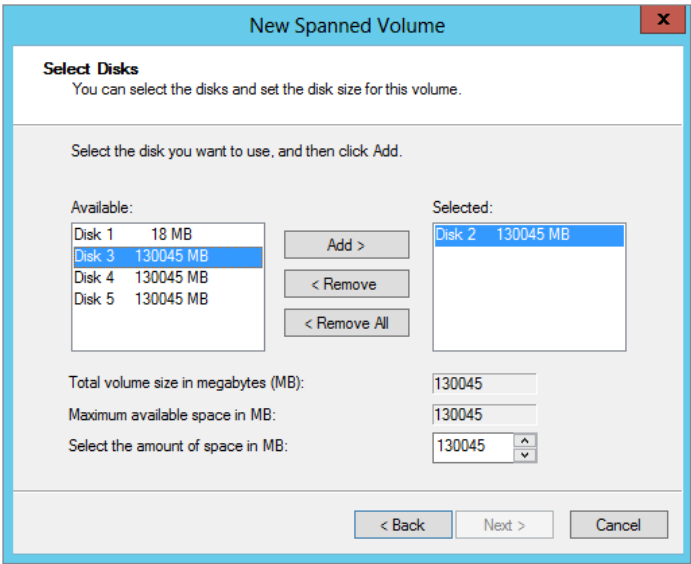 New Spanned Volume
x
Select Disks
You can select the disks and set the disk size for this volume.
Select the disk you want to use, and then click Add.
Available:
Selected:
Disk 1 18 MB
Disk 3 130045 MB
Disk 4 130045 MB
Disk 5 130045 MB
Add >
< Remove
< Remove All
Disk 2 130045 MB
Total volume size in megabytes (MB): 130045
Maximum available space in MB: 130045
Select the amount of space in MB: 130045
< Back Next > Cancel